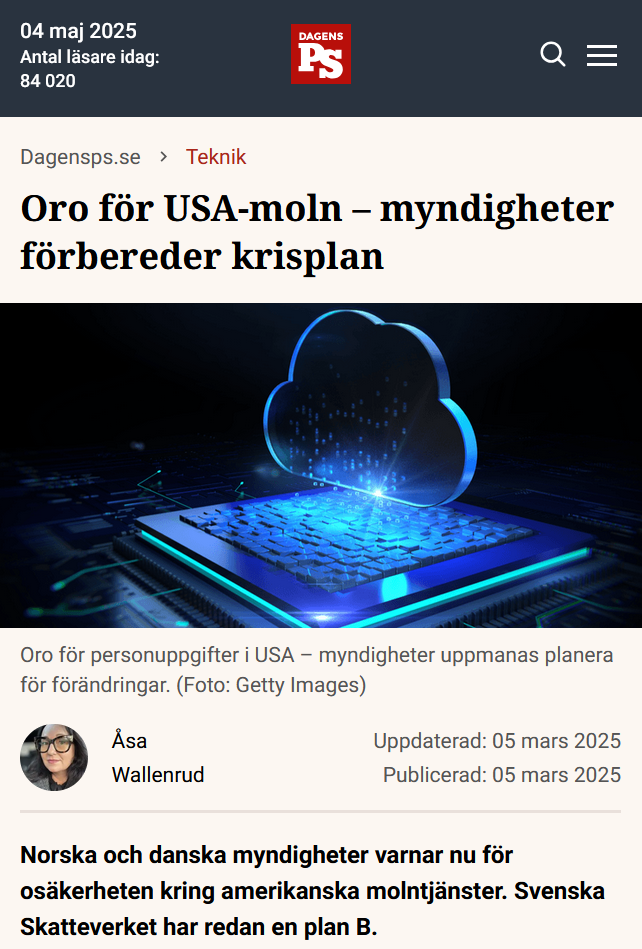 04 maj 2025
Antal läsare idag:
84 020
DAGENS
PS
Dagensps.se > Teknik
Oro för USA-moln – myndigheter
förbereder krisplan
Oro för personuppgifter i USA – myndigheter uppmanas planera
för förändringar. (Foto: Getty Images)
Åsa
Wallenrud
Uppdaterad: 05 mars 2025
Publicerad: 05 mars 2025
Norska och danska myndigheter varnar nu för
osäkerheten kring amerikanska molntjänster. Svenska
Skatteverket har redan en plan B.